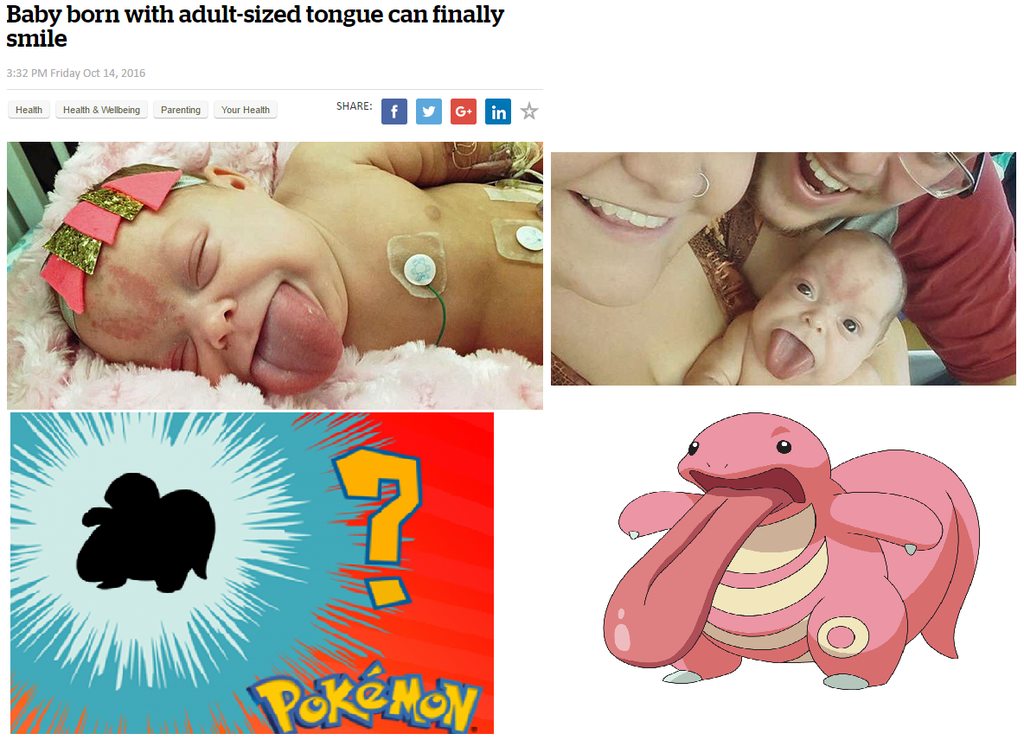 Baby born with adult-sized tongue can finally
smile
3:32 PM Friday Oct 14, 2016
Health
Health & Wellbeing
Parenting
Your Health
SHARE:
f
G+
in
?
POKéMON